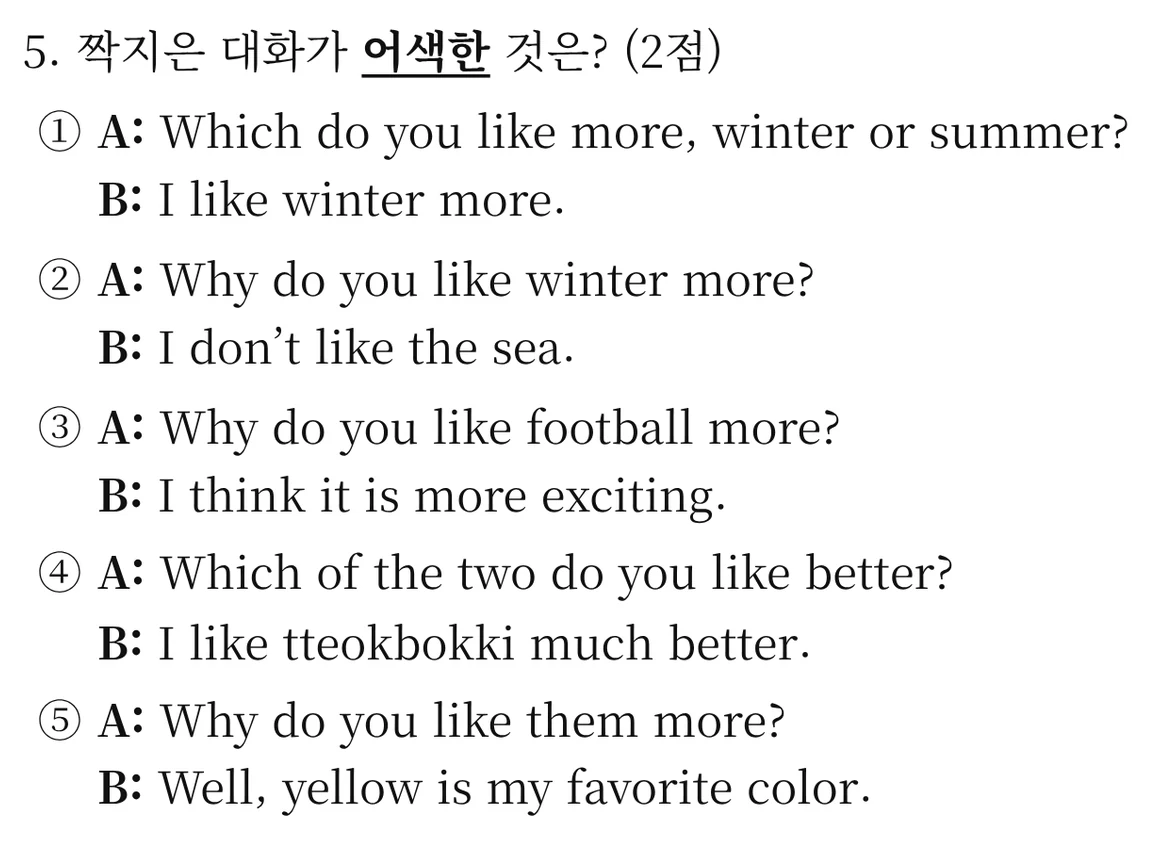 5. 짝지은 대화가 어색한 것은? (2점)
① A: Which do you like more, winter or summer?
B: I like winter more.
② A: Why do you like winter more?
B: I don’t like the sea.
③ A: Why do you like football more?
B: I think it is more exciting.
④ A: Which of the two do you like better?
B: I like tteokbokki much better.
⑤ A: Why do you like them more?
B: Well, yellow is my favorite color.